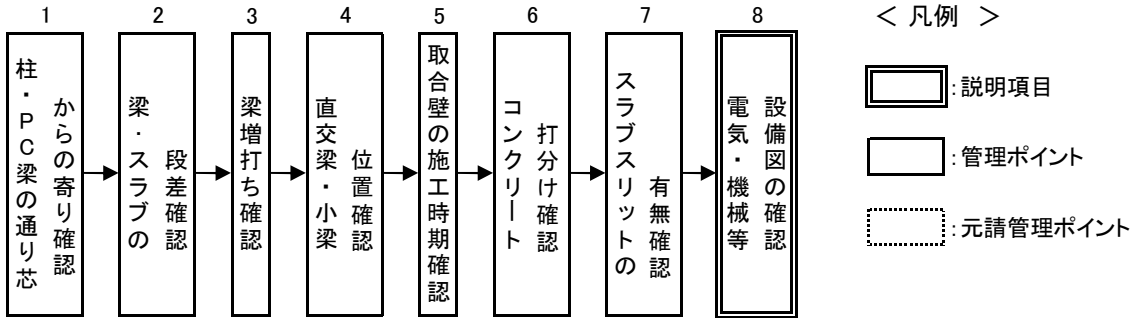 1
柱・PC梁の通り芯
からの寄り確認
2
梁・スラブの
段差確認
3
梁増打ち確認
4
直交梁・小梁
位置確認
5
取合壁の施工時期確認
6
コンクリート
打分け確認
7
スラブスリットの
有無確認
8
電気・機械等
設備図の確認
＜ 凡例 ＞
：説明項目
：管理ポイント
：元請管理ポイント